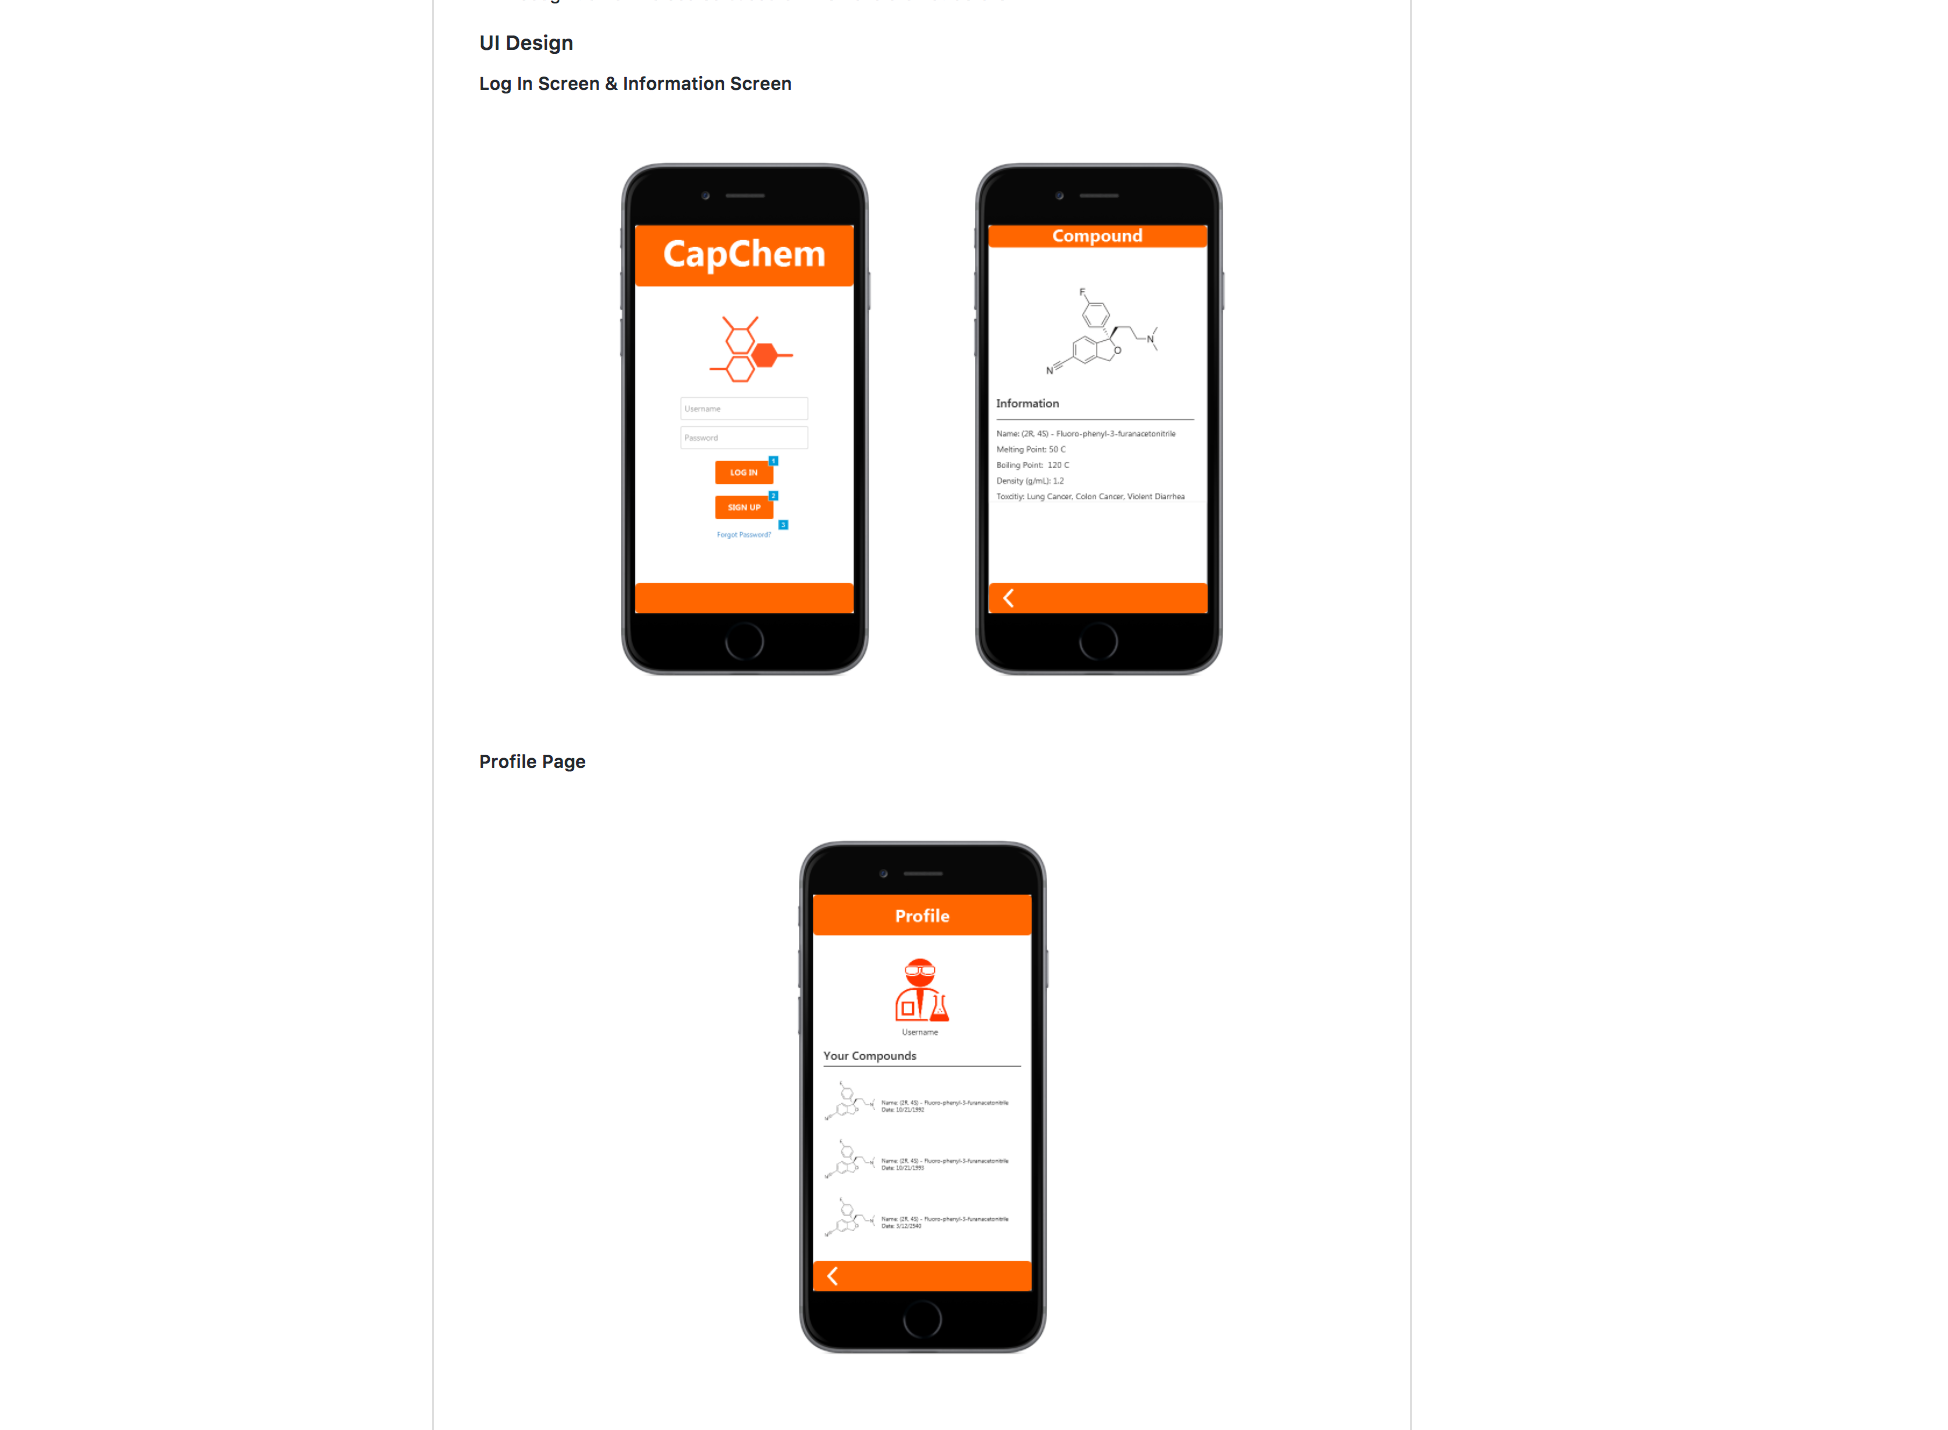 UI Design
Log In Screen & Information Screen
CapChem
Username
Password
1
LOG IN
2
SIGN UP
3
Forgot Password?
Compound
F
N
O
N
Information
Name: (2R, 4S) - Fluoro-phenyl-3-furanacetonitrile
Melting Point: 50 C
Boiling Point: 120 C
Density (g/mL): 1.2
Toxcitiy: Lung Cancer, Colon Cancer, Violent Diarrhea
Profile Page
Profile
Username
Your Compounds
Name: (2R, 4S) - Fluoro-phenyl-3-furanacetonitrile
Date: 10/21/1992
Name: (2R, 4S) - Fluoro-phenyl-3-furanacetonitrile
Date: 10/21/1993
Name: (2R, 4S) - Fluoro-phenyl-3-furanacetonitrile
Date: 3/12/2040